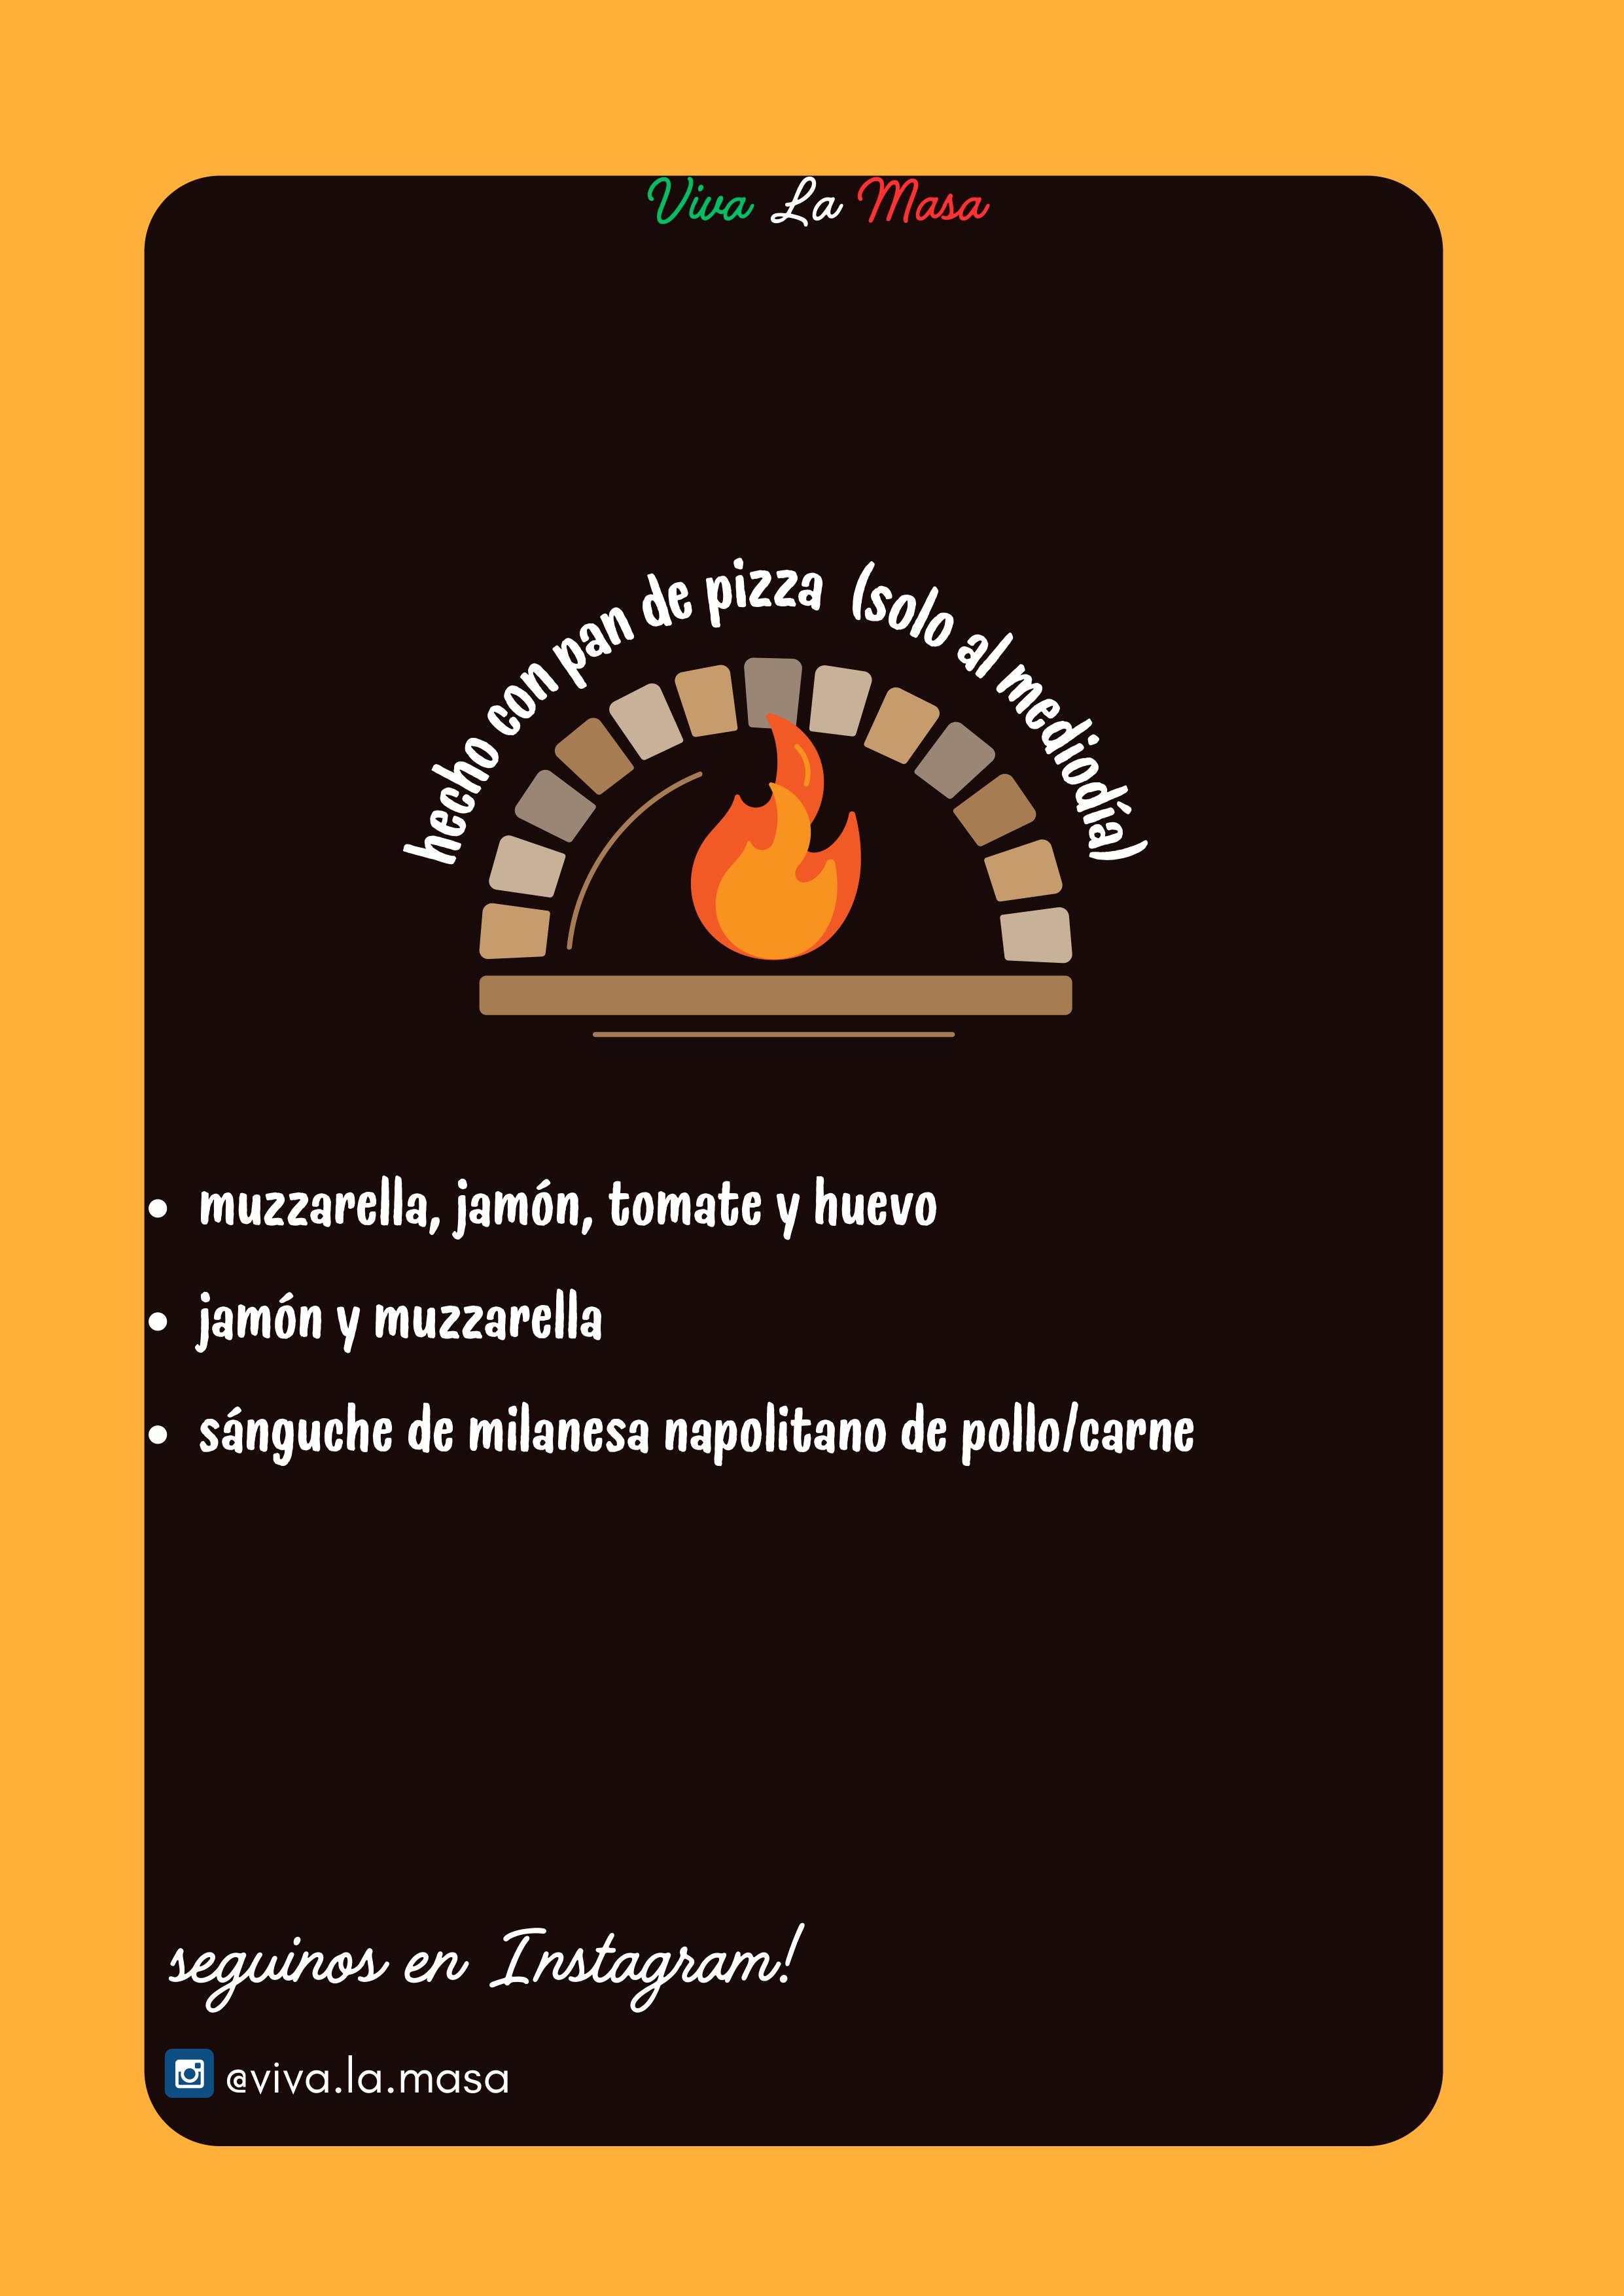 Viva La Masa
hecho con pan de pizza (solo al mediodía)
• muzzarella, jamón, tomate y huevo
• jamón y muzzarella
• sánguche de milanesa napolitano de pollo/carne
seguinos en Instagram!
@viva.la.masa